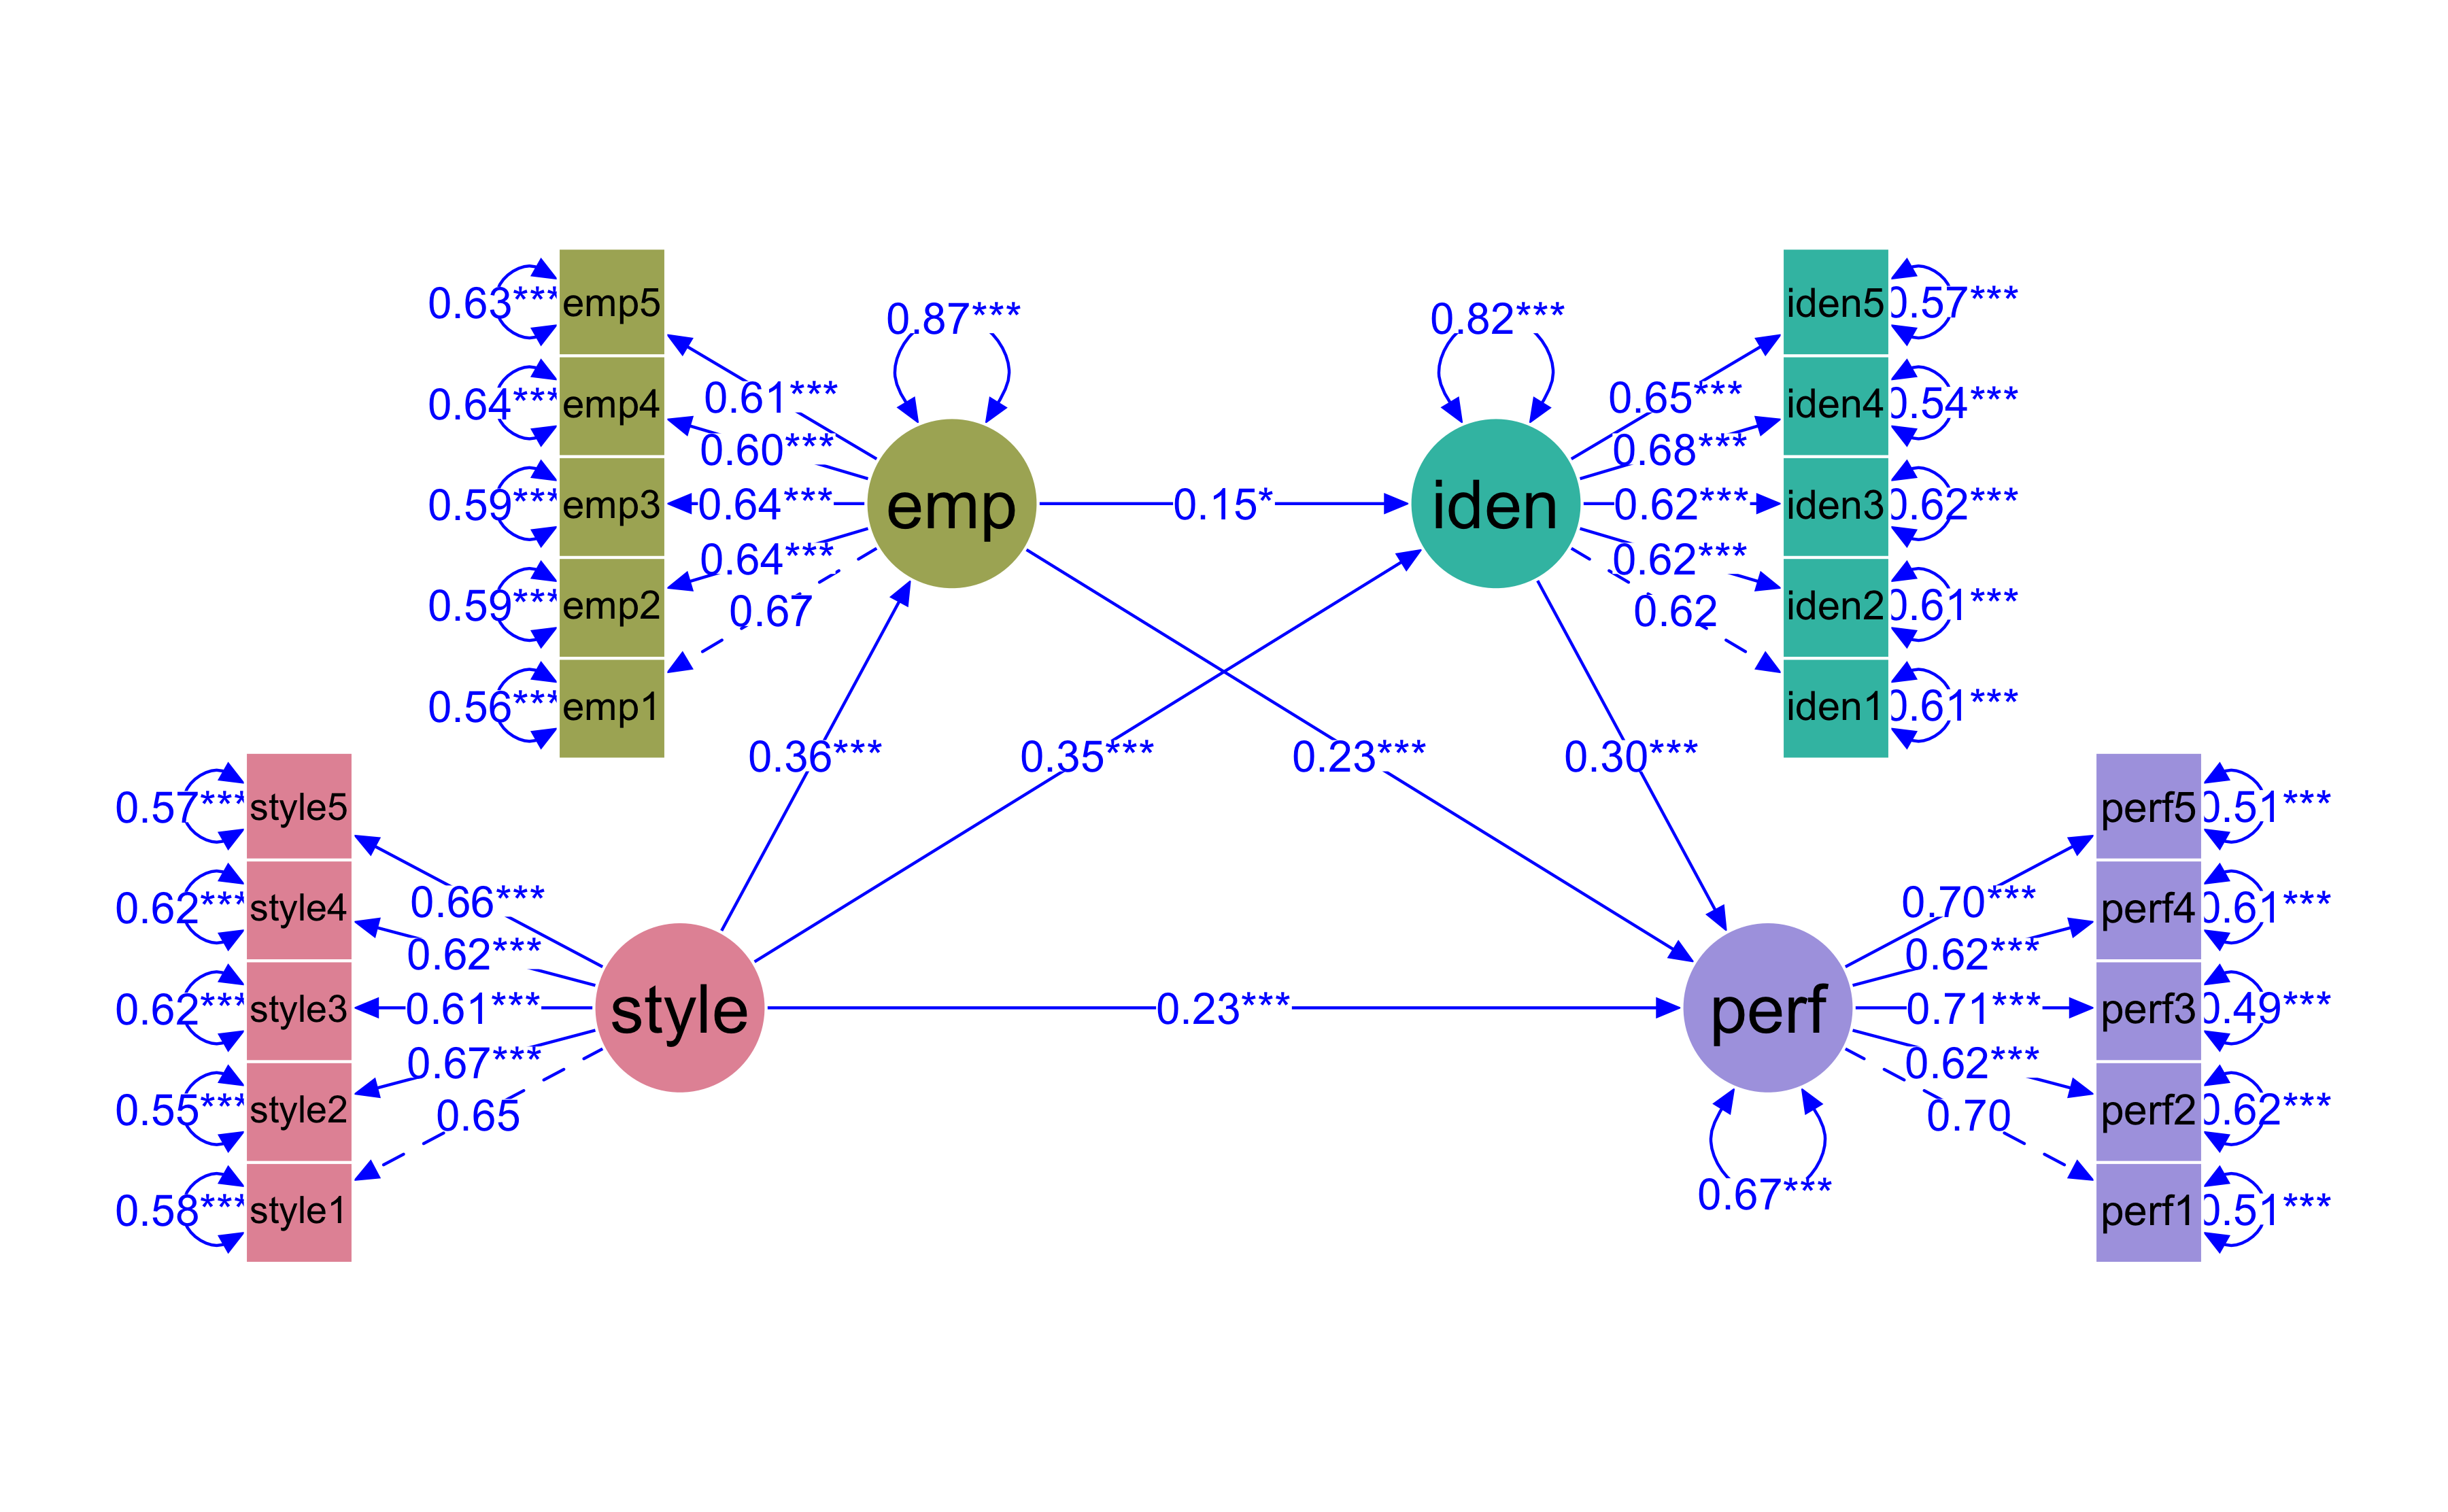 0.63*** emp5
0.64*** emp4
0.59*** emp3
0.59*** emp2
0.56*** emp1
0.61***
0.60***
0.64***
0.64***
0.67
0.87***
emp
0.15*
0.82***
iden
0.65***
0.68***
0.62***
0.62***
0.62
iden5 0.57***
iden4 0.54***
iden3 0.62***
iden2 0.61***
iden1 0.61***
0.36*** 0.35*** 0.23*** 0.30***
0.57*** style5
0.62*** style4
0.62*** style3
0.55*** style2
0.58*** style1
0.66***
0.62***
0.61***
0.67***
0.65
style
0.23***
perf
0.67***
0.70***
0.62***
0.71***
0.62***
0.70
perf5 0.51***
perf4 0.61***
perf3 0.49***
perf2 0.62***
perf1 0.51***